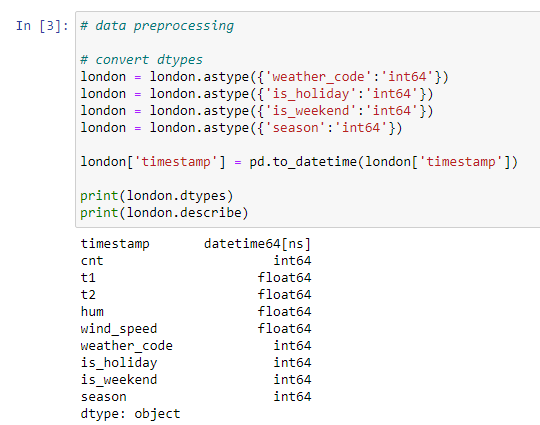 In [3]: # data preprocessing
# convert dtypes
london = london.astype({'weather_code':'int64'})
london = london.astype({'is_holiday':'int64'})
london = london.astype({'is_weekend':'int64'})
london = london.astype({'season':'int64'})
london['timestamp'] = pd.to_datetime(london['timestamp'])
print(london.dtypes)
print(london.describe)
timestamp datetime64[ns]
cnt int64
t1 float64
t2 float64
hum float64
wind_speed float64
weather_code int64
is_holiday int64
is_weekend int64
season int64
dtype: object